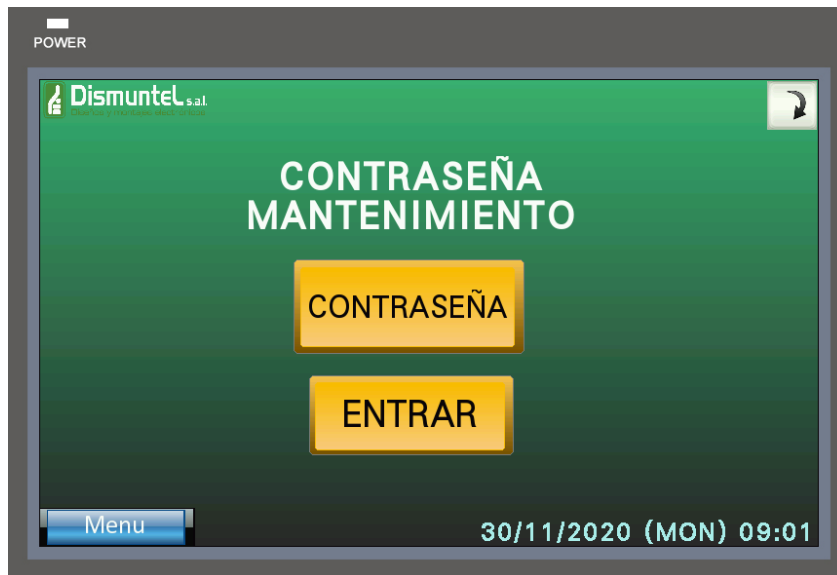 POWER
Dismuntel s.a.l.
CONTRASEÑA
MANTENIMIENTO
CONTRASEÑA
ENTRAR
Menu
30/11/2020 (MON) 09:01